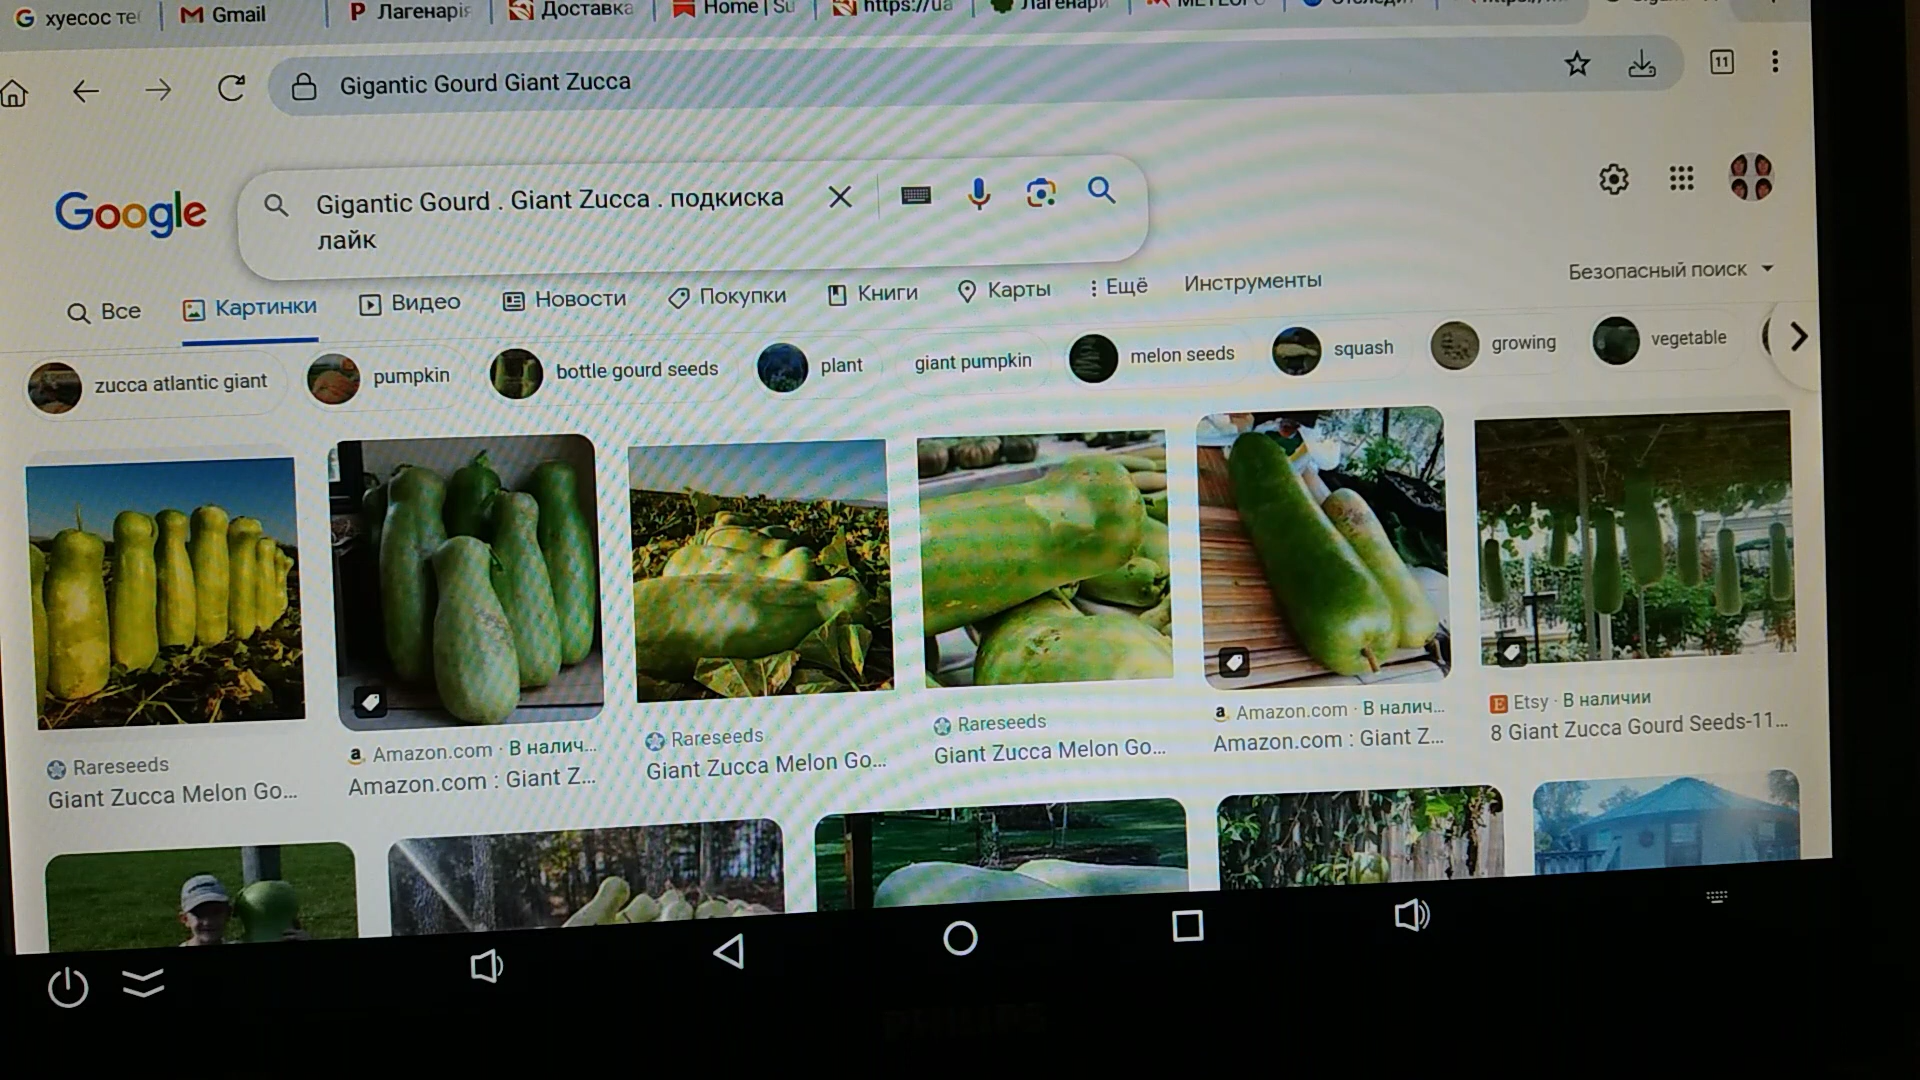 Gmail
Лагенарія
Доставка
Home | Su
https://ua
Gigantic Gourd Giant Zucca
11
Google
Gigantic Gourd . Giant Zucca . подкиска
лайк
Безопасный поиск
Все
Картинки
Видео
Новости
Покупки
Книги
Карты
Ещё
Инструменты
zucca atlantic giant
pumpkin
bottle gourd seeds
plant
giant pumpkin
melon seeds
squash
growing
vegetable
Rareseeds
Giant Zucca Melon Go...
Amazon.com · В налич...
Amazon.com : Giant Z...
Rareseeds
Giant Zucca Melon Go...
Rareseeds
Giant Zucca Melon Go...
Amazon.com · В налич...
Amazon.com : Giant Z...
Etsy · В наличии
8 Giant Zucca Gourd Seeds-11...